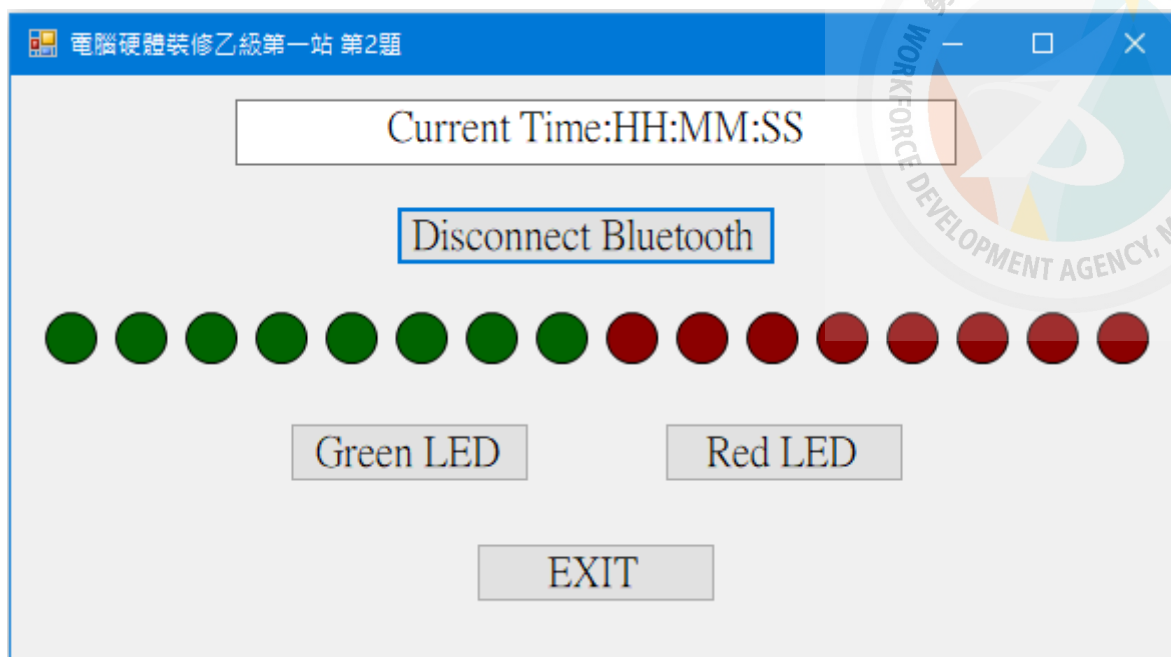 電腦硬體裝修乙級第一站 第2題
Current Time:HH:MM:SS
Disconnect Bluetooth
Green LED
Red LED
EXIT
WORKFORCE DEVELOPMENT AGENCY,